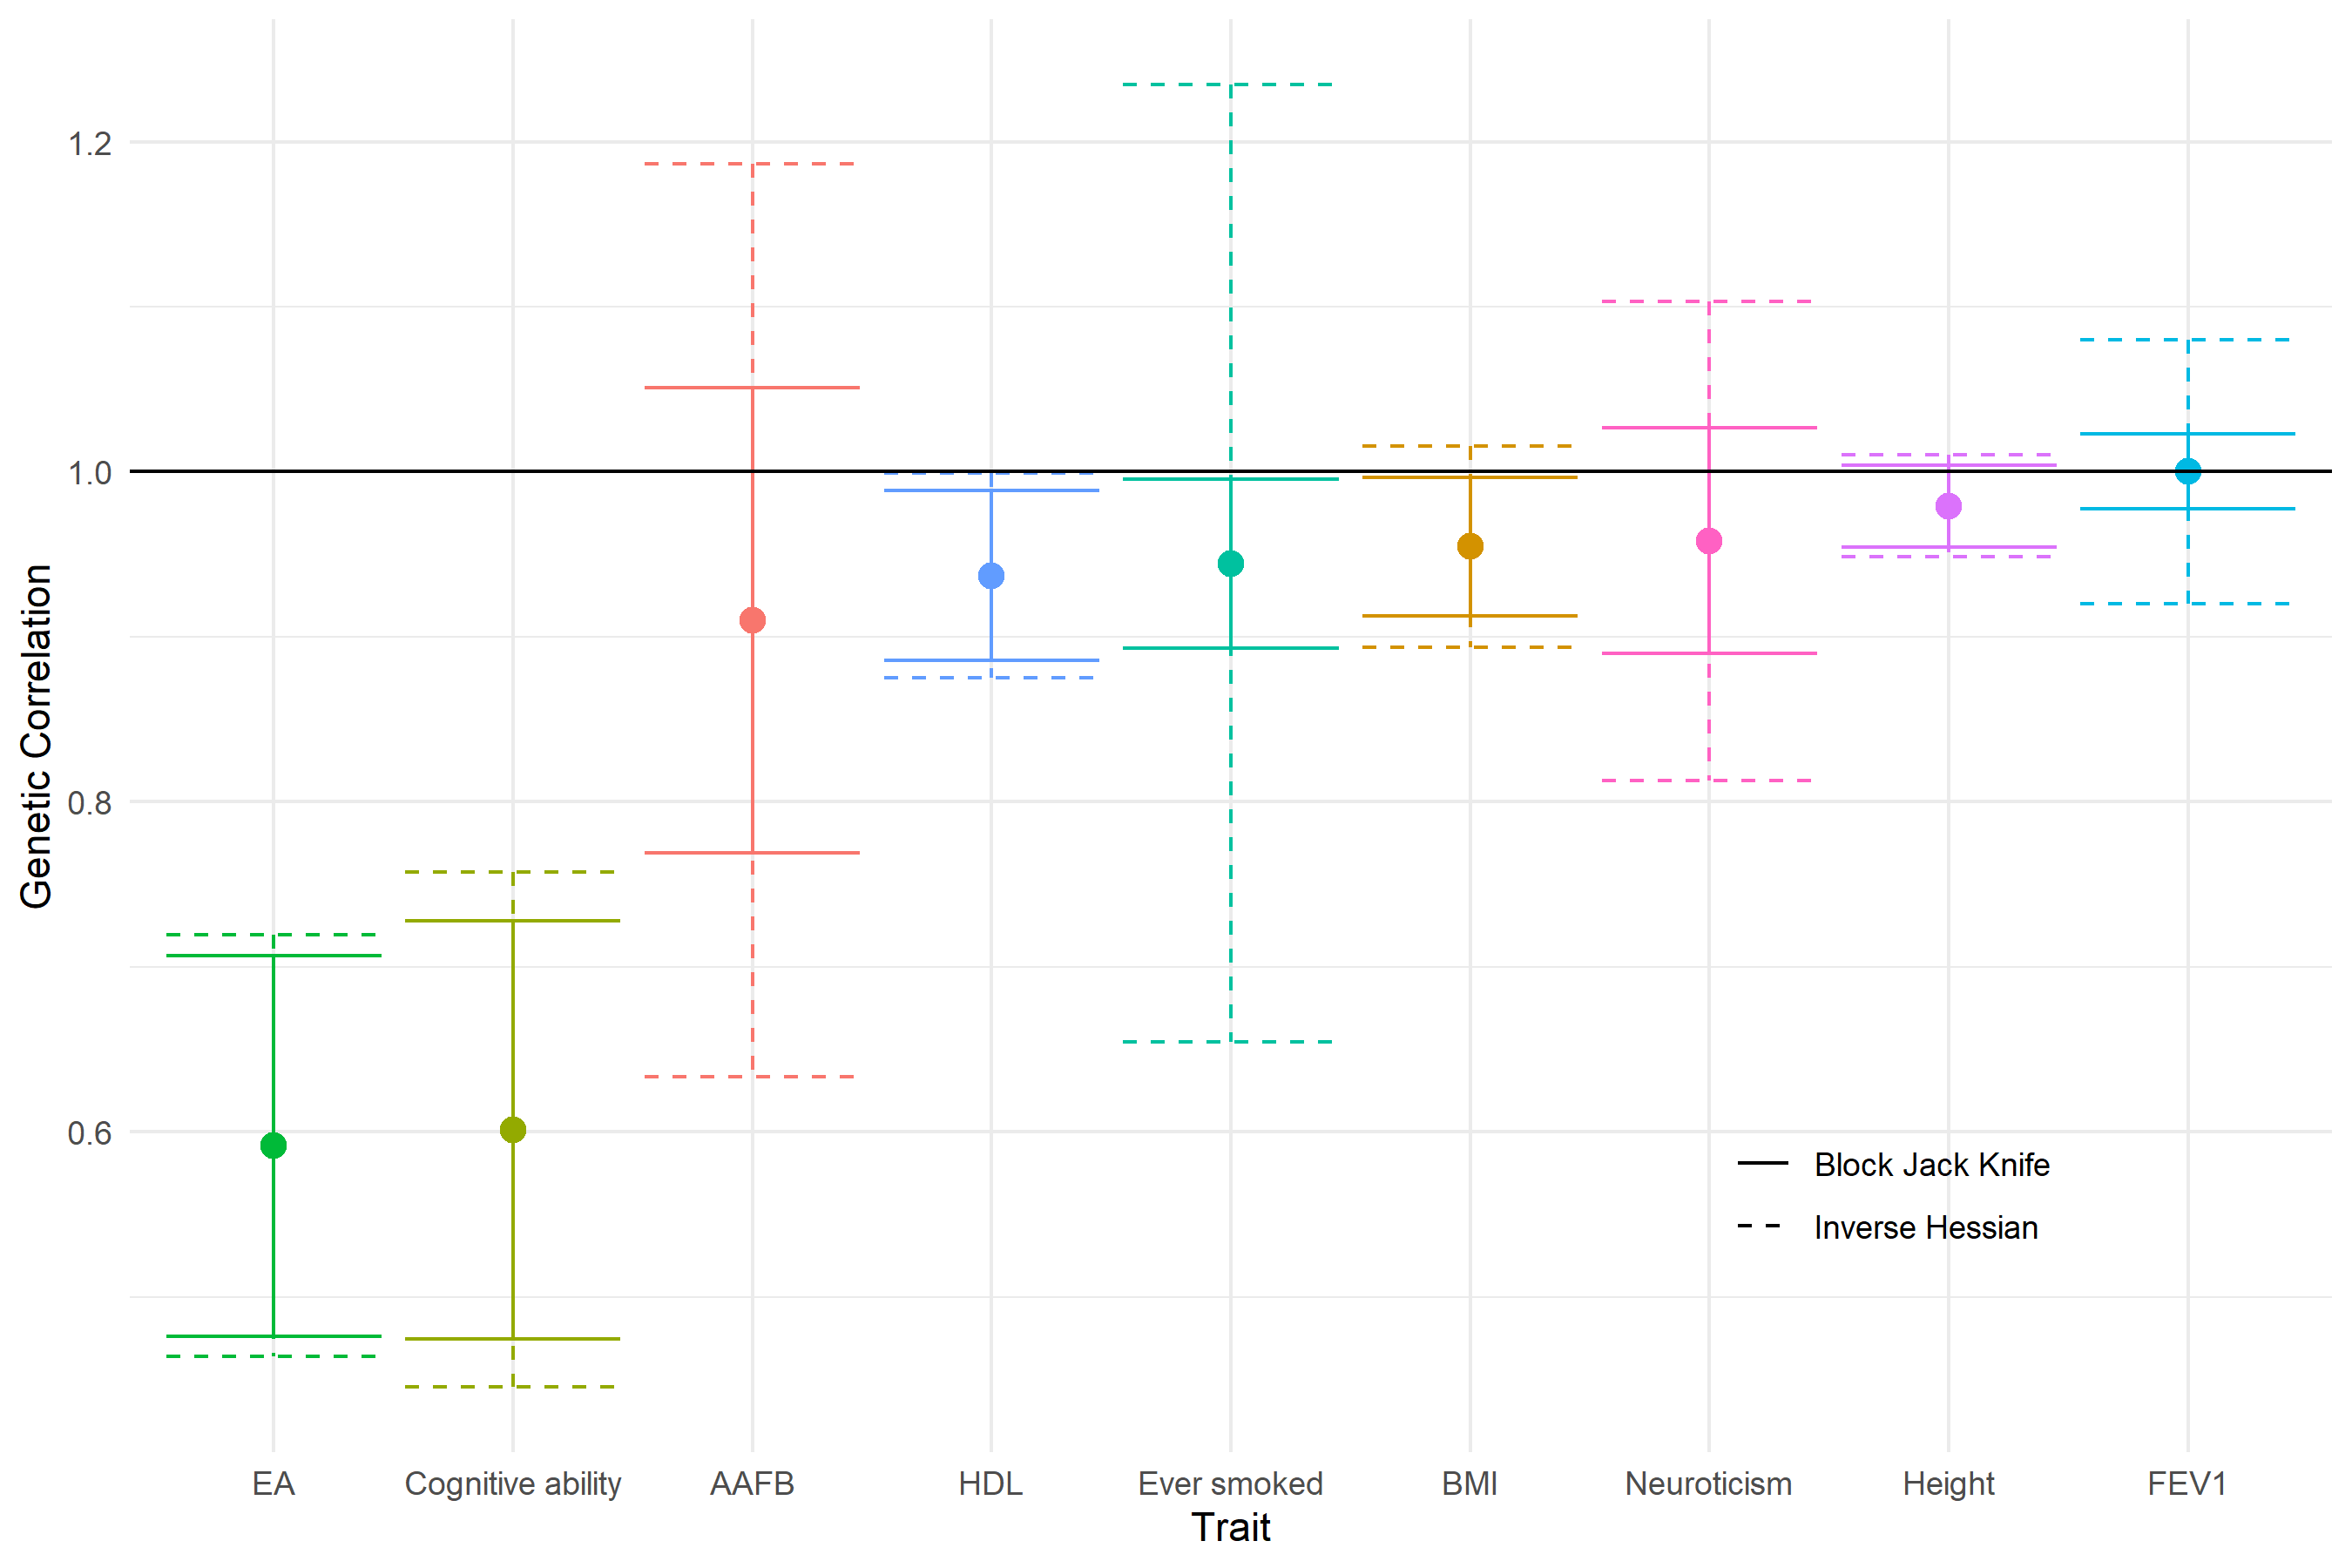 1.2
1.0
0.8
0.6
Genetic Correlation
Block Jack Knife
Inverse Hessian
EA Cognitive ability AAFB HDL Ever smoked BMI Neuroticism Height FEV1
Trait